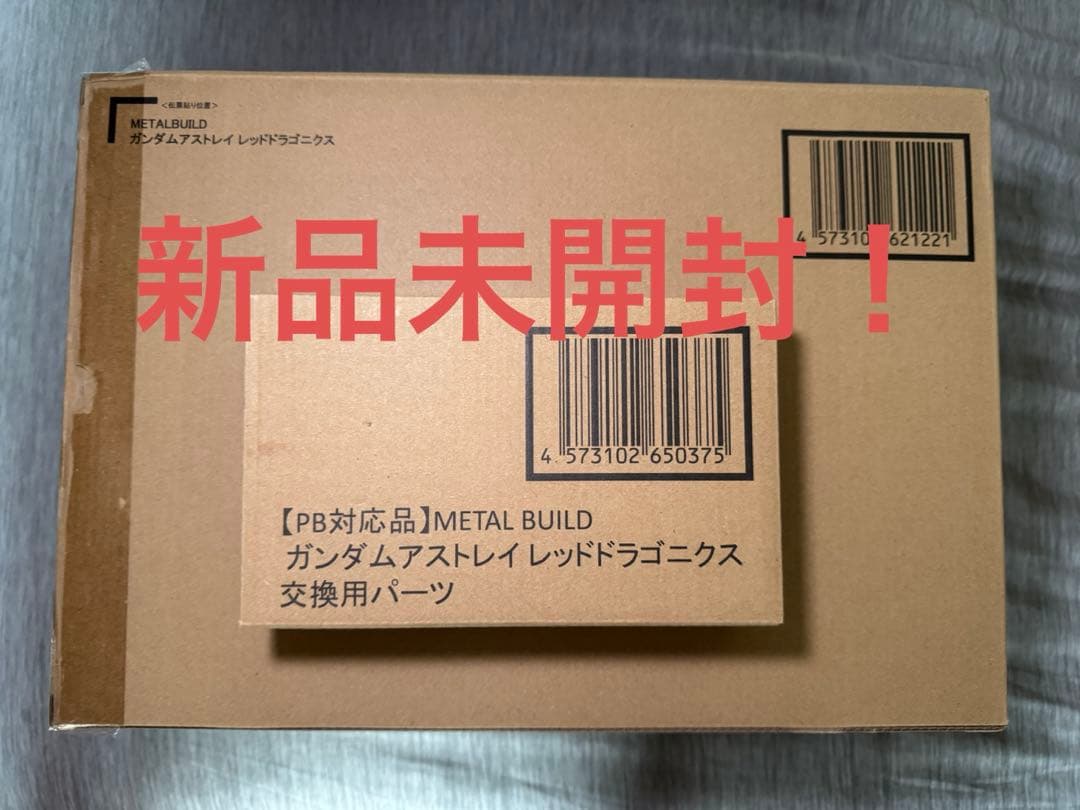 <伝票貼り位置>
METALBUILD
ガンダムアストレイ レッドドラゴニクス
新品未開封！
4 573102 650375
【PB対応品】METAL BUILD
ガンダムアストレイ レッドドラゴニクス
交換用パーツ